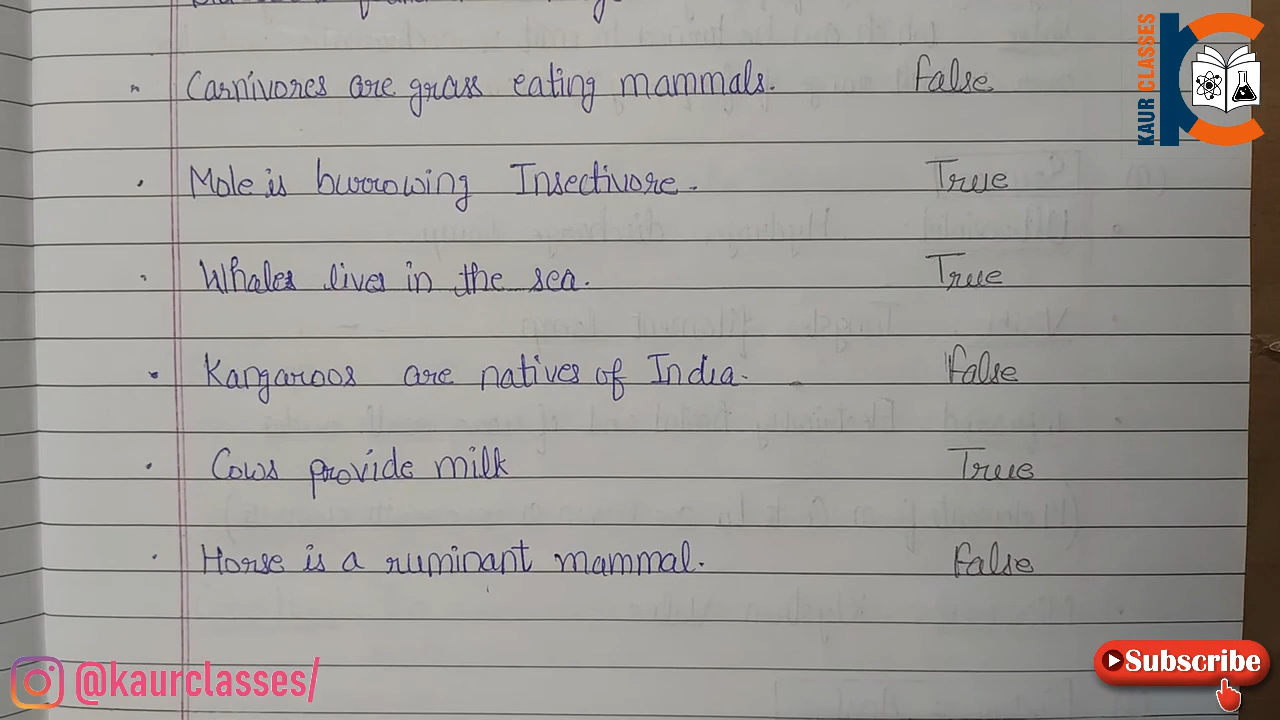 Carnivores are grass eating mammals. False
Mole is burrowing Insectivore. True
Whales lives in the sea. True
Kangaroos are natives of India. False
Cows provide milk True
Horse is a ruminant mammal. False
KAUR CLASSES
@kaurclasses/
Subscribe